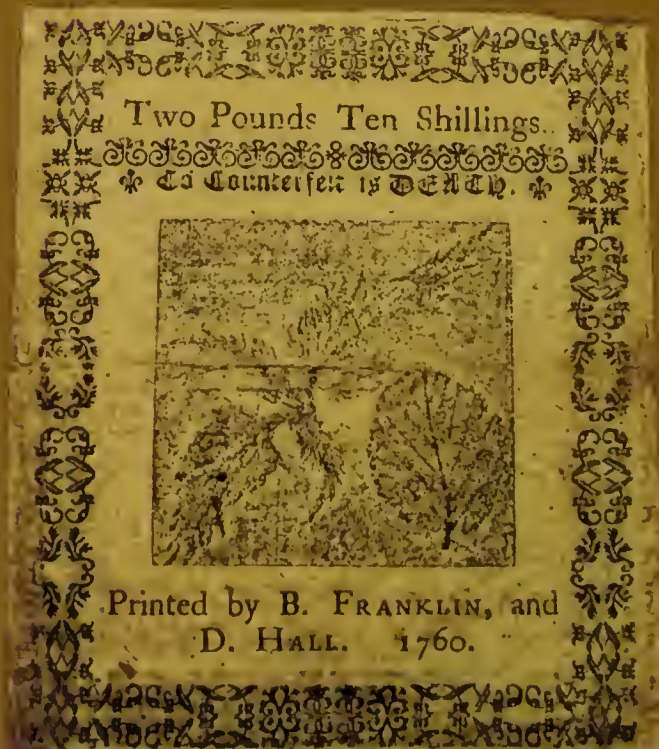 Two Pounds Ten Shillings.
To Counterfeit is DEATH.
Printed by B. FRANKLIN, and
D. HALL. 1760.